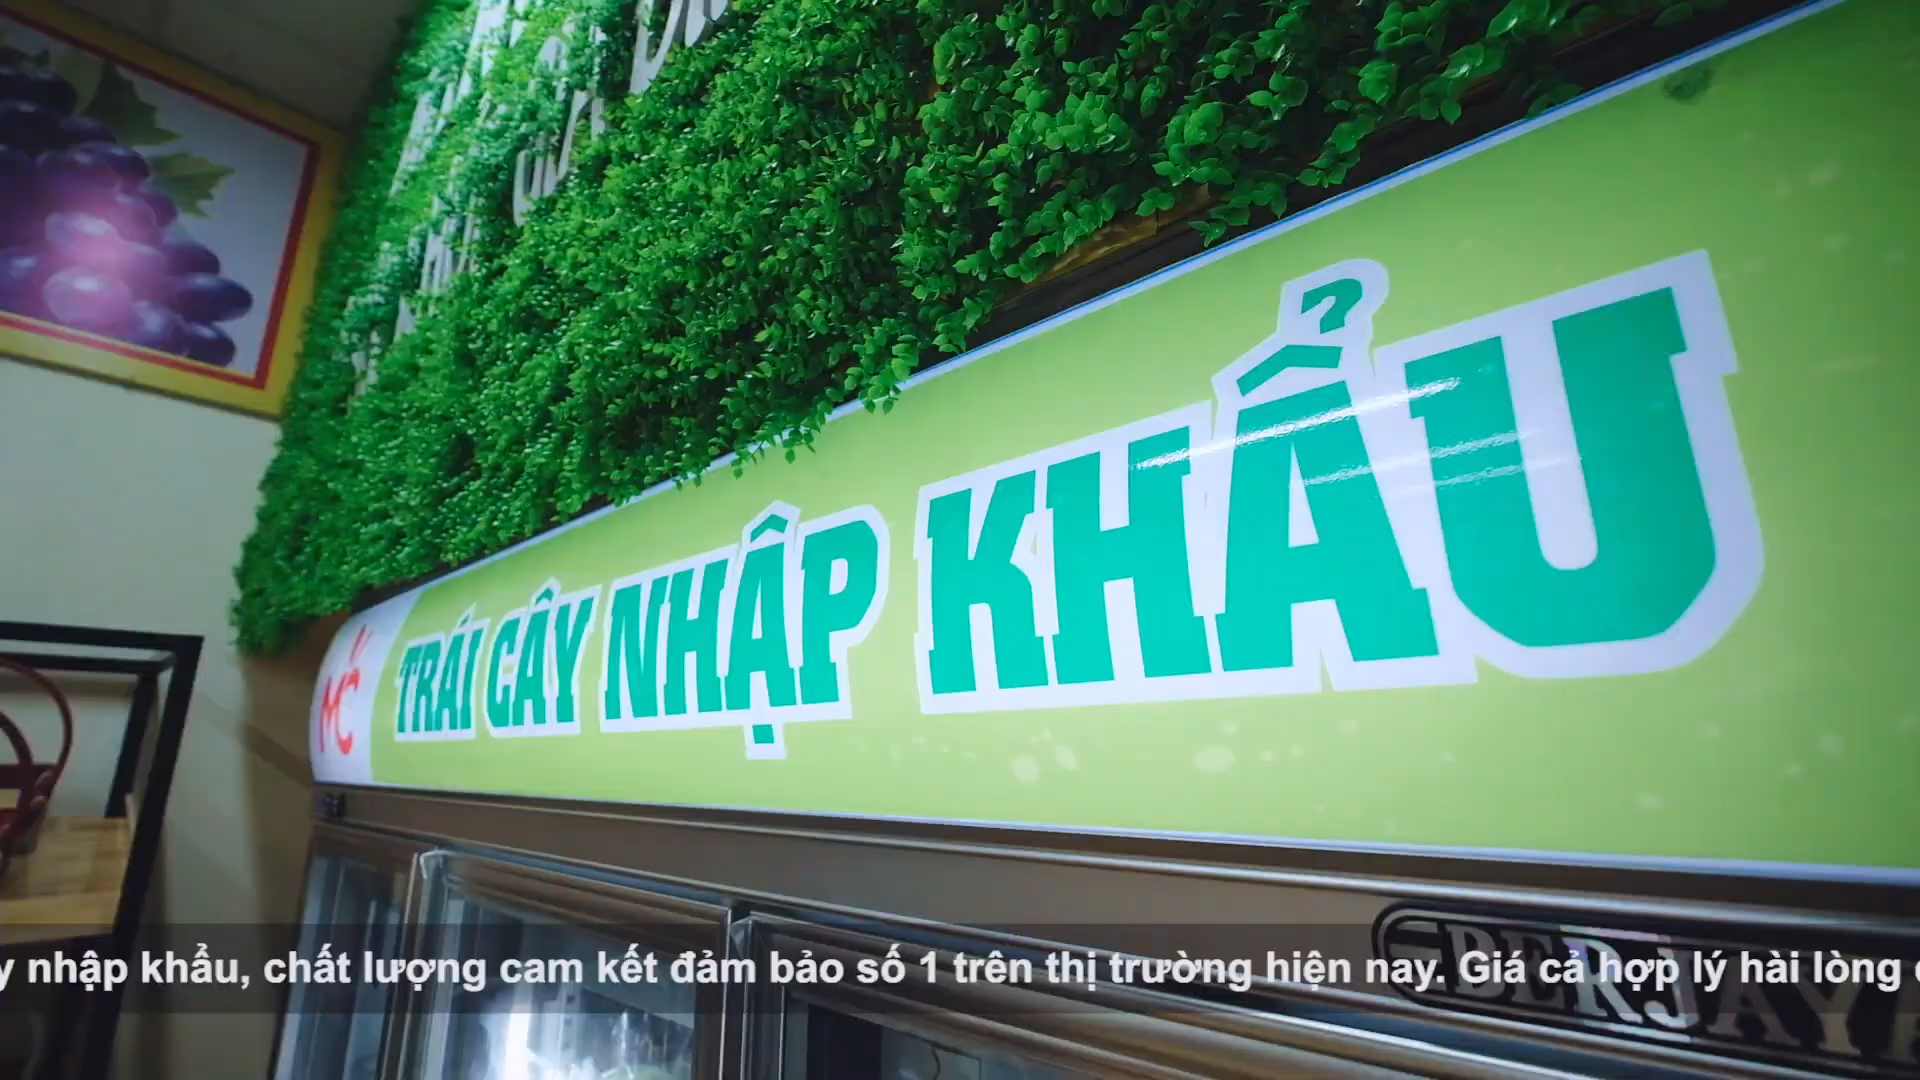 MC
TRÁI CÂY NHẬP KHẨU
BERJAYA
nhập khẩu, chất lượng cam kết đảm bảo số 1 trên thị trường hiện nay. Giá cả hợp lý hài lòng